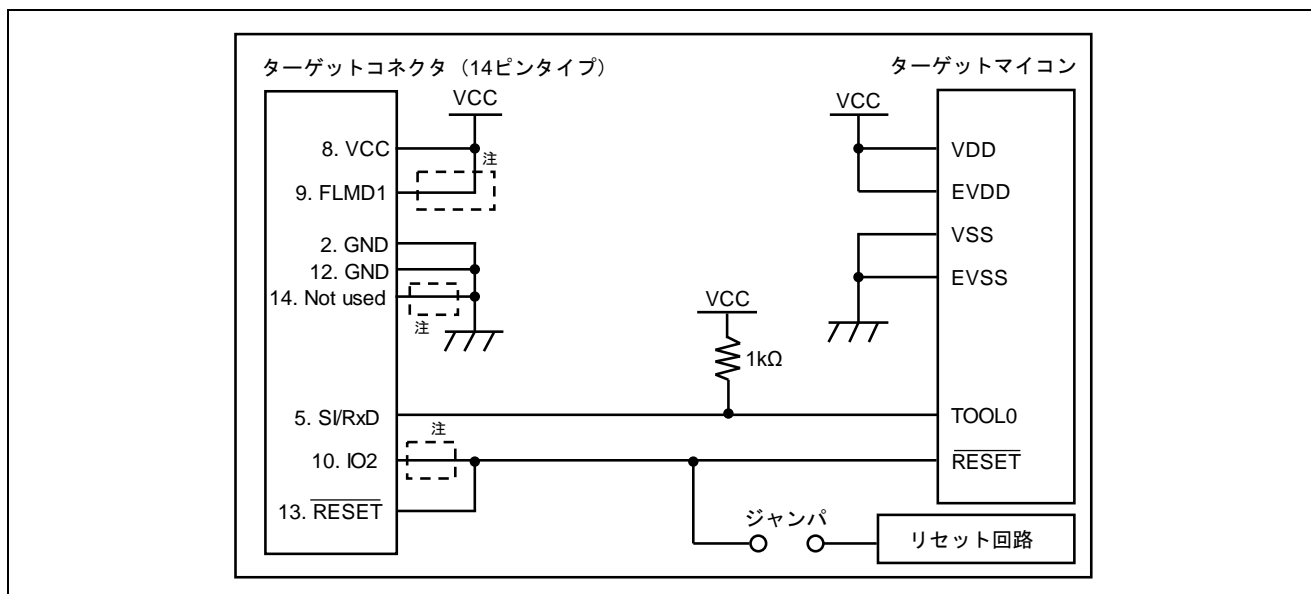 ターゲットコネクタ（14ピンタイプ）
VCC
8. VCC
注
9. FLMD1
2. GND
12. GND
14. Not used
注
5. SI/RxD
注
10. IO2
13. RESET
VCC
1kΩ
ジャンパ
リセット回路
ターゲットマイコン
VCC
VDD
EVDD
VSS
EVSS
TOOL0
RESET